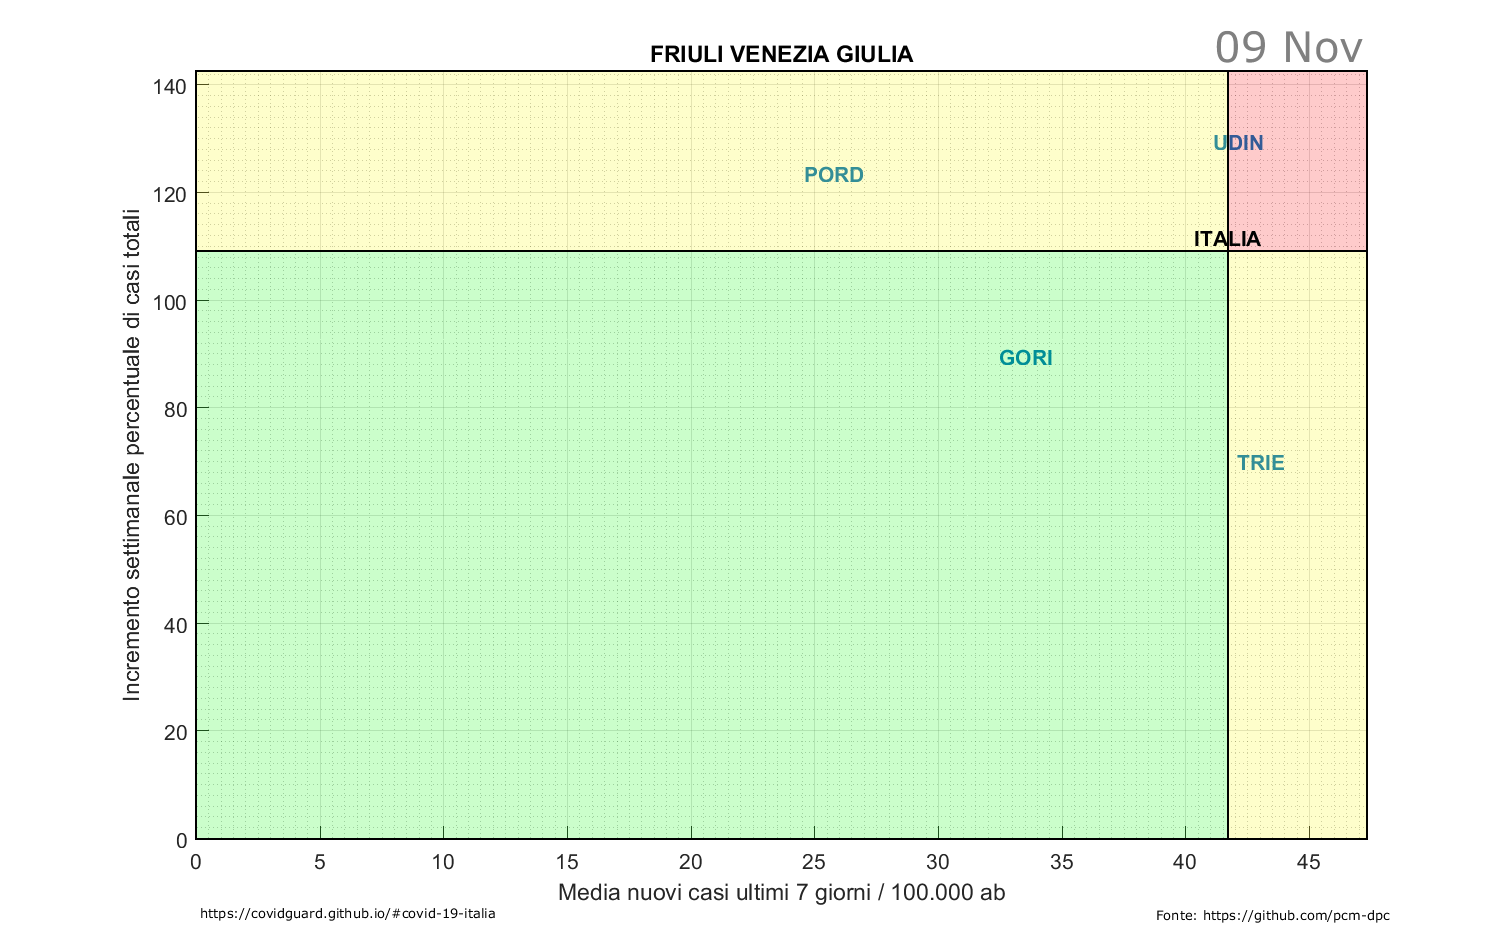 09 Nov
FRIULI VENEZIA GIULIA
140
120
100
80
60
40
20
0
Incremento settimanale percentuale di casi totali
UDIN
PORD
ITALIA
GORI
TRIE
0 5 10 15 20 25 30 35 40 45
Media nuovi casi ultimi 7 giorni / 100.000 ab
https://covidguard.github.io/#covid-19-italia
Fonte: https://github.com/pcm-dpc